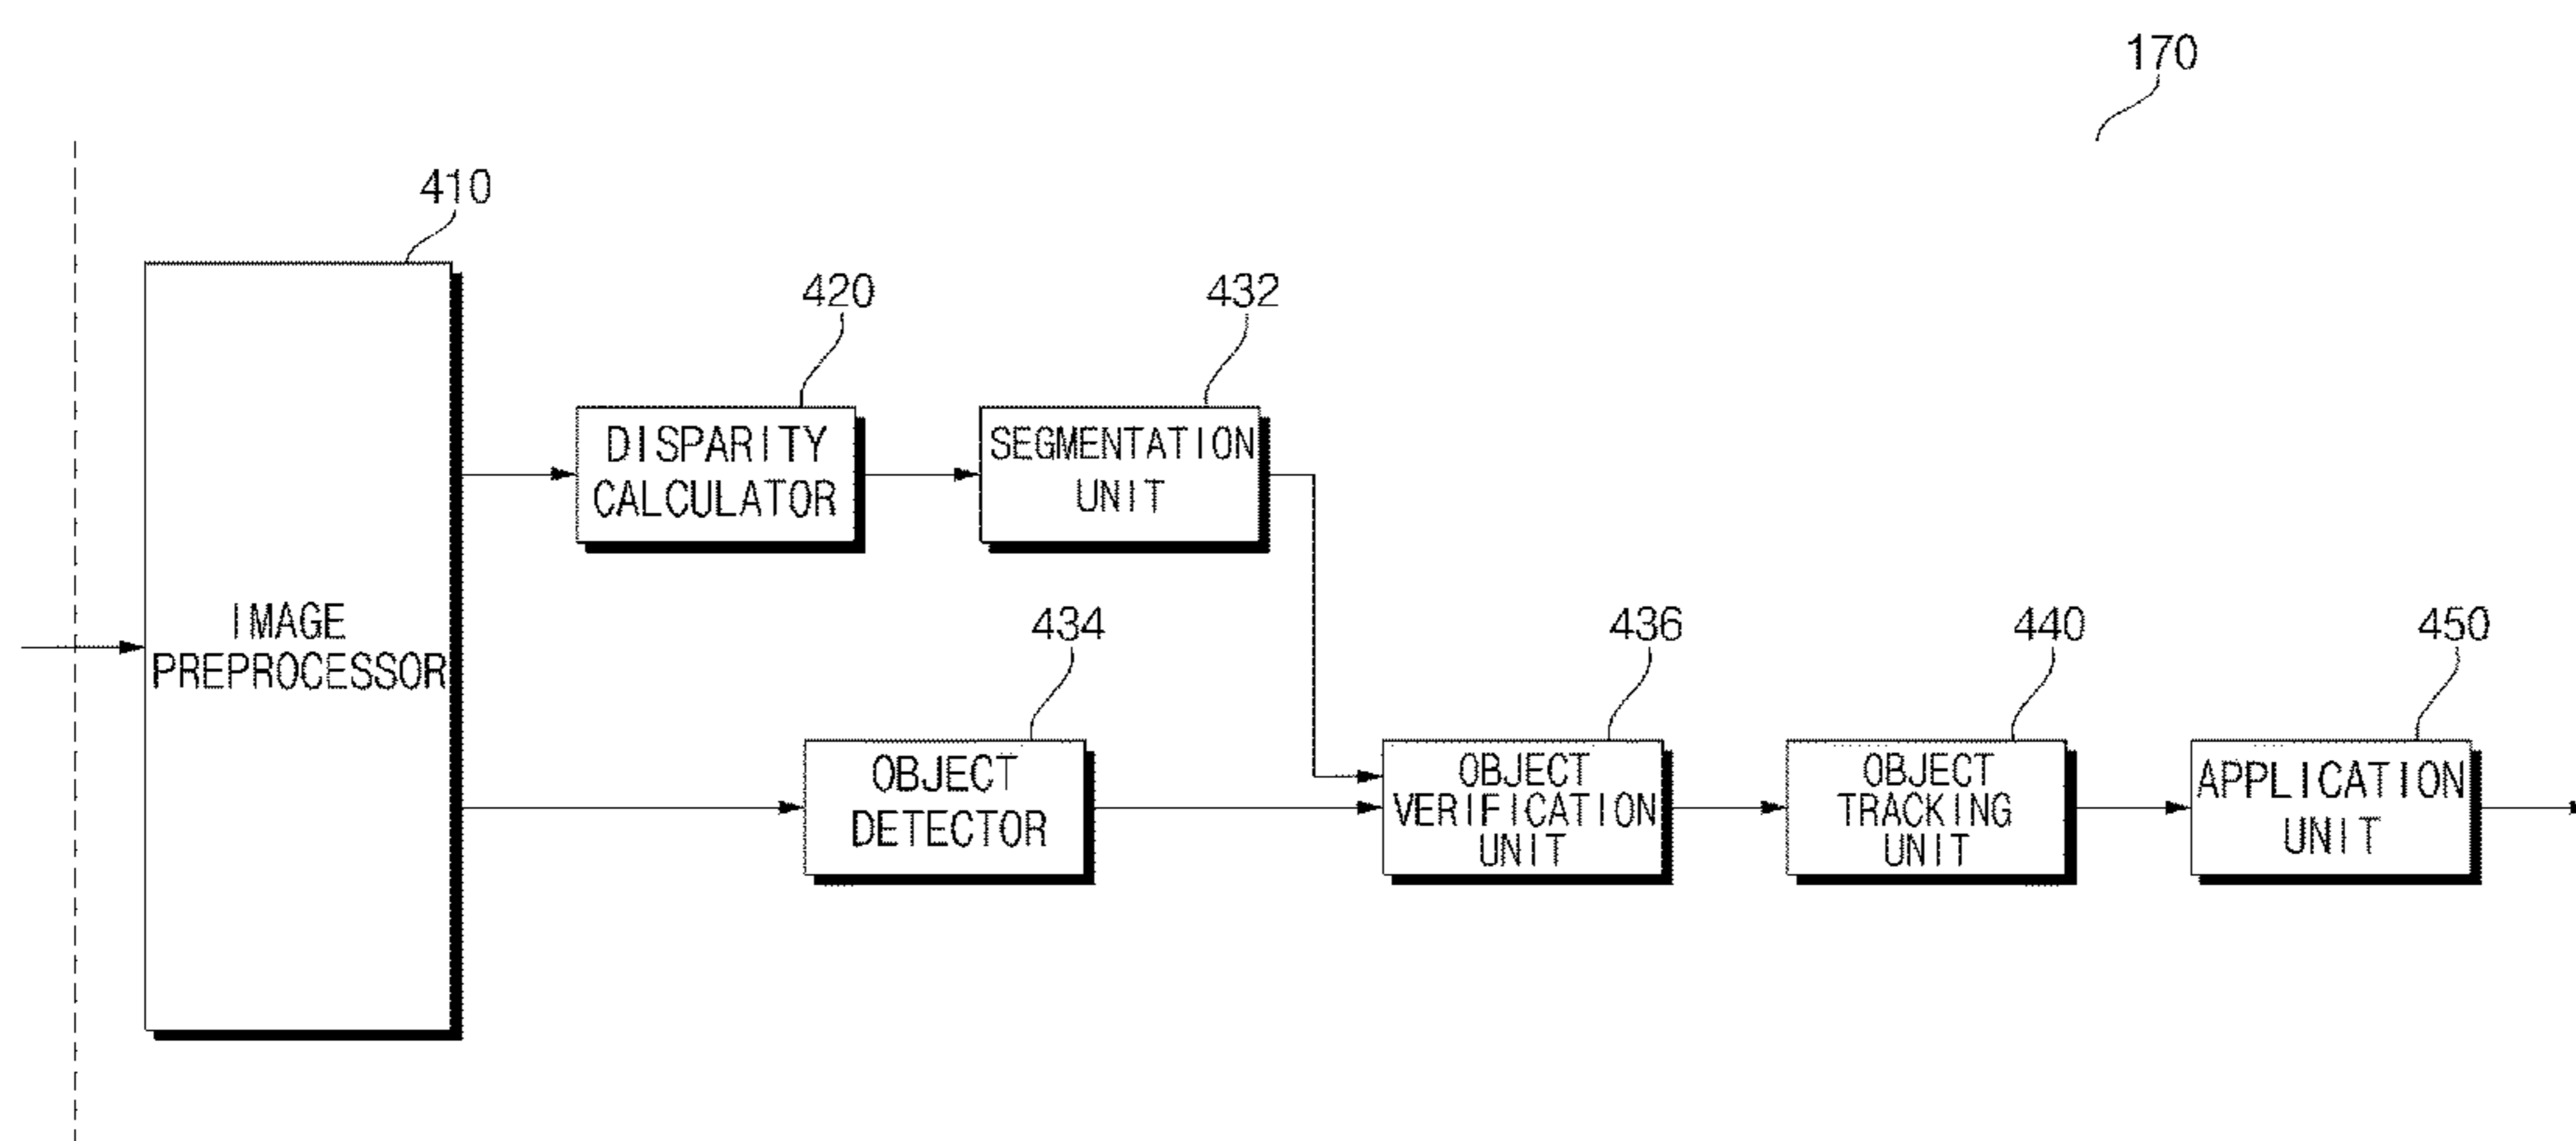 170
410
420
432
DISPARITY
CALCULATOR
SEGMENTATION
UNIT
IMAGE
PREPROCESSOR
434
436
440
450
OBJECT
DETECTOR
OBJECT
VERIFICATION
UNIT
OBJECT
TRACKING
UNIT
APPLICATION
UNIT